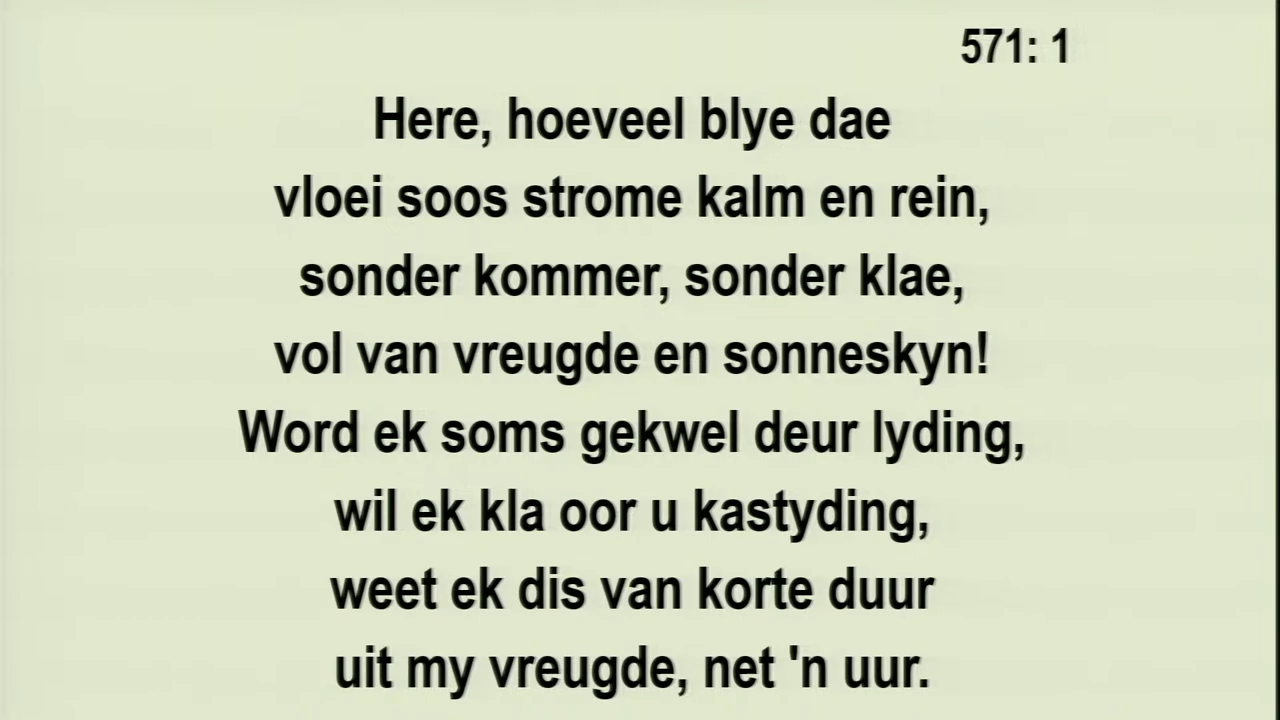 571: 1
Here, hoeveel blye dae
vloei soos strome kalm en rein,
sonder kommer, sonder klae,
vol van vreugde en sonneskyn!
Word ek soms gekwel deur lyding,
wil ek kla oor u kastyding,
weet ek dis van korte duur
uit my vreugde, net 'n uur.